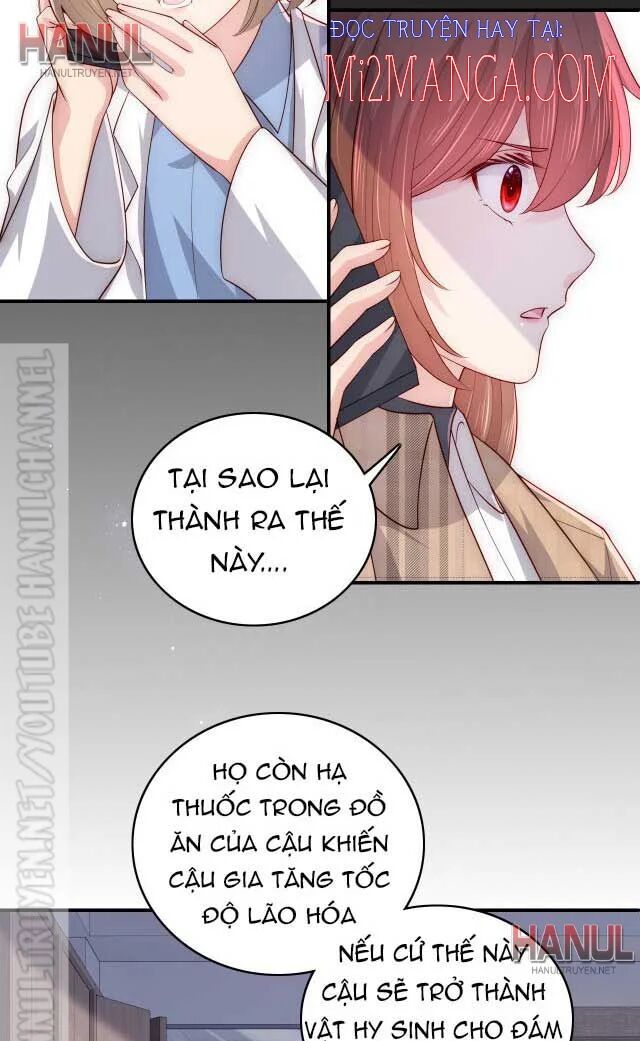 HANUL
HANULTRUYEN.NET
ĐỌC TRUYỆN HAY TẠI:
MI2MANGA.COM
TẠI SAO LẠI
THÀNH RA THẾ
NÀY....
HANULTRUYEN.NET/YOUTUBE HANULCHANNEL
HỌ CÒN HẠ
THUỐC TRONG ĐỒ
ĂN CỦA CẬU KHIẾN
CẬU GIA TĂNG TỐC
ĐỘ LÃO HÓA
NẾU CỨ THẾ NÀY
CẬU SẼ TRỞ THÀNH
VẬT HY SINH CHO ĐÁM
HANUL
HANULTRUYEN.NET